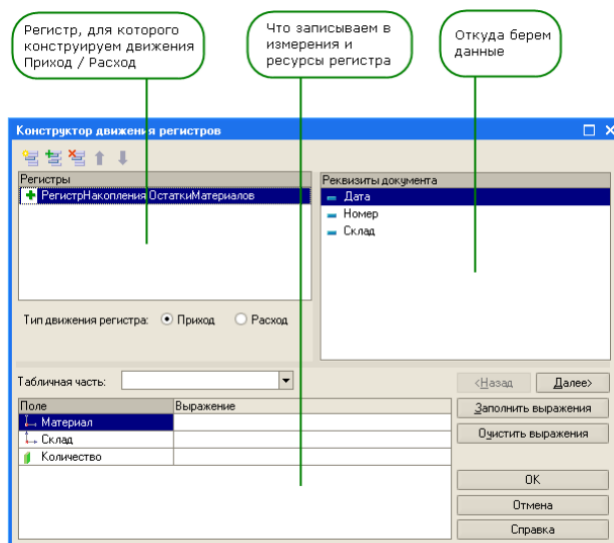 Регистр, для которого
конструируем движения
Приход / Расход
Что записываем в
измерения и
ресурсы регистра
Откуда берем
данные
Конструктор движения регистров
Регистры
РегистрНакопления.ОстаткиМатериалов
Реквизиты документа
Дата
Номер
Склад
Тип движения регистра:
Приход
Расход
Табличная часть:
<Назад
Далее>
Поле
Выражение
Материал
Склад
Количество
Заполнить выражения
Очистить выражения
OK
Отмена
Справка